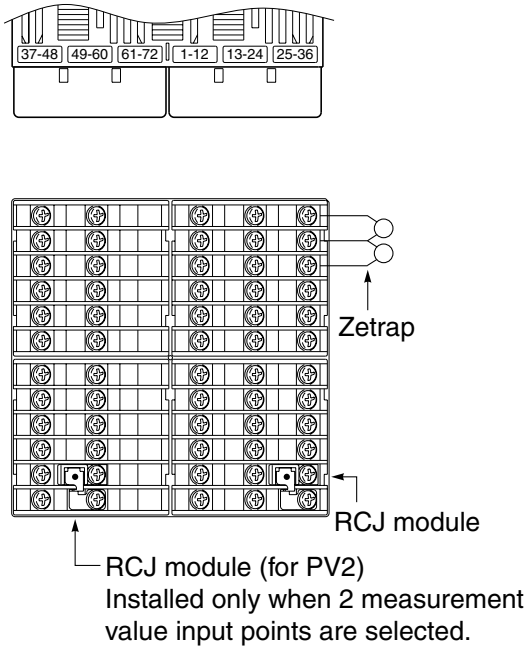 37-48 49-60 61-72 1-12 13-24 25-36
Zetrap
RCJ module
RCJ module (for PV2)
Installed only when 2 measurement
value input points are selected.